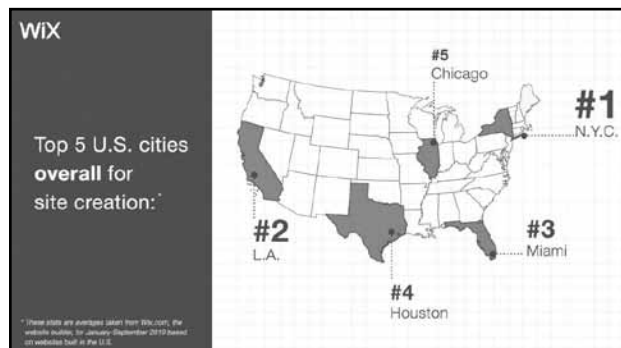 WiX
Top 5 U.S. cities
overall for
site creation:*
#5
Chicago
#1
N.Y.C.
#2
L.A.
#3
Miami
#4
Houston
* These stats are averages taken from Wix.com, the
website builder, for January-September 2019 based
on websites built in the U.S.